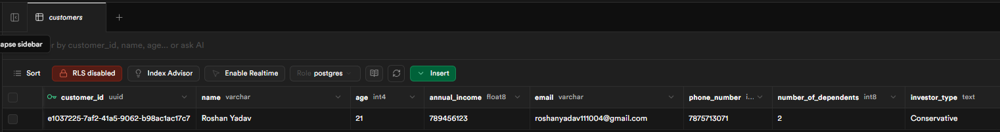 customers
apse sidebar
r by customer_id, name, age... or ask AI
Sort RLS disabled Index Advisor Enable Realtime Role postgres Insert
customer_id uuid name varchar age int4 annual_income float8 email varchar phone_number i... number_of_dependents int8 investor_type text
e1037225-7af2-41a5-9062-b98ac1ac17c7 Roshan Yadav 21 789456123 roshanyadav111004@gmail.com 7875713071 2 Conservative